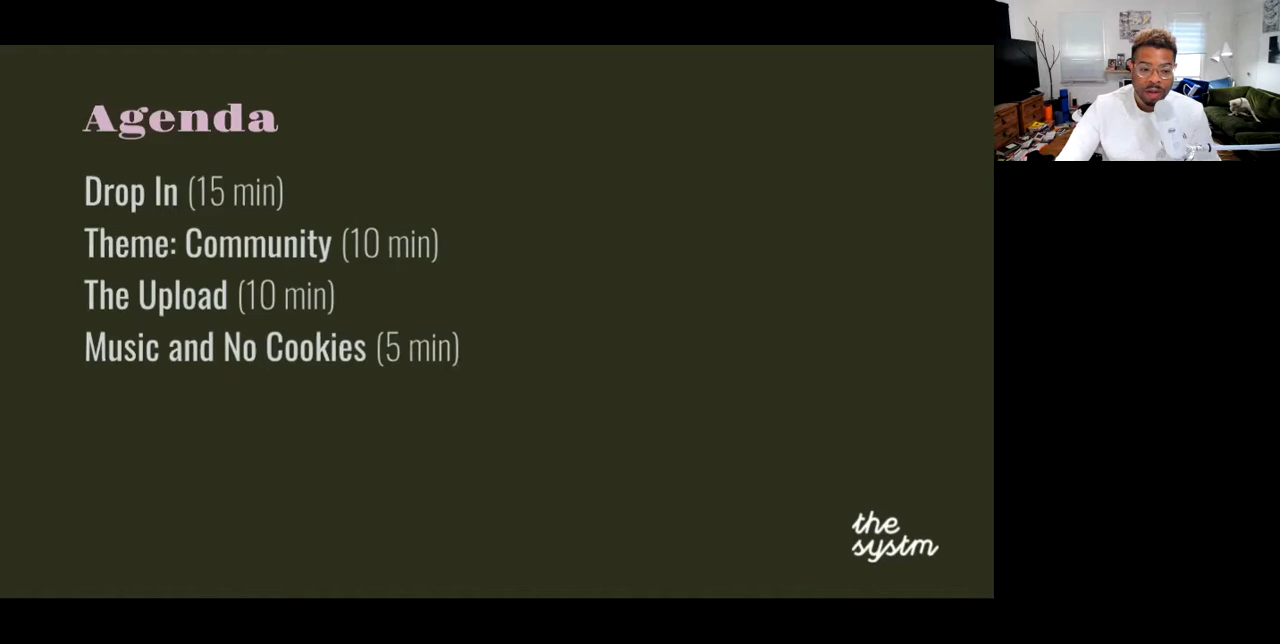 Agenda
Drop In (15 min)
Theme: Community (10 min)
The Upload (10 min)
Music and No Cookies (5 min)
the
systm